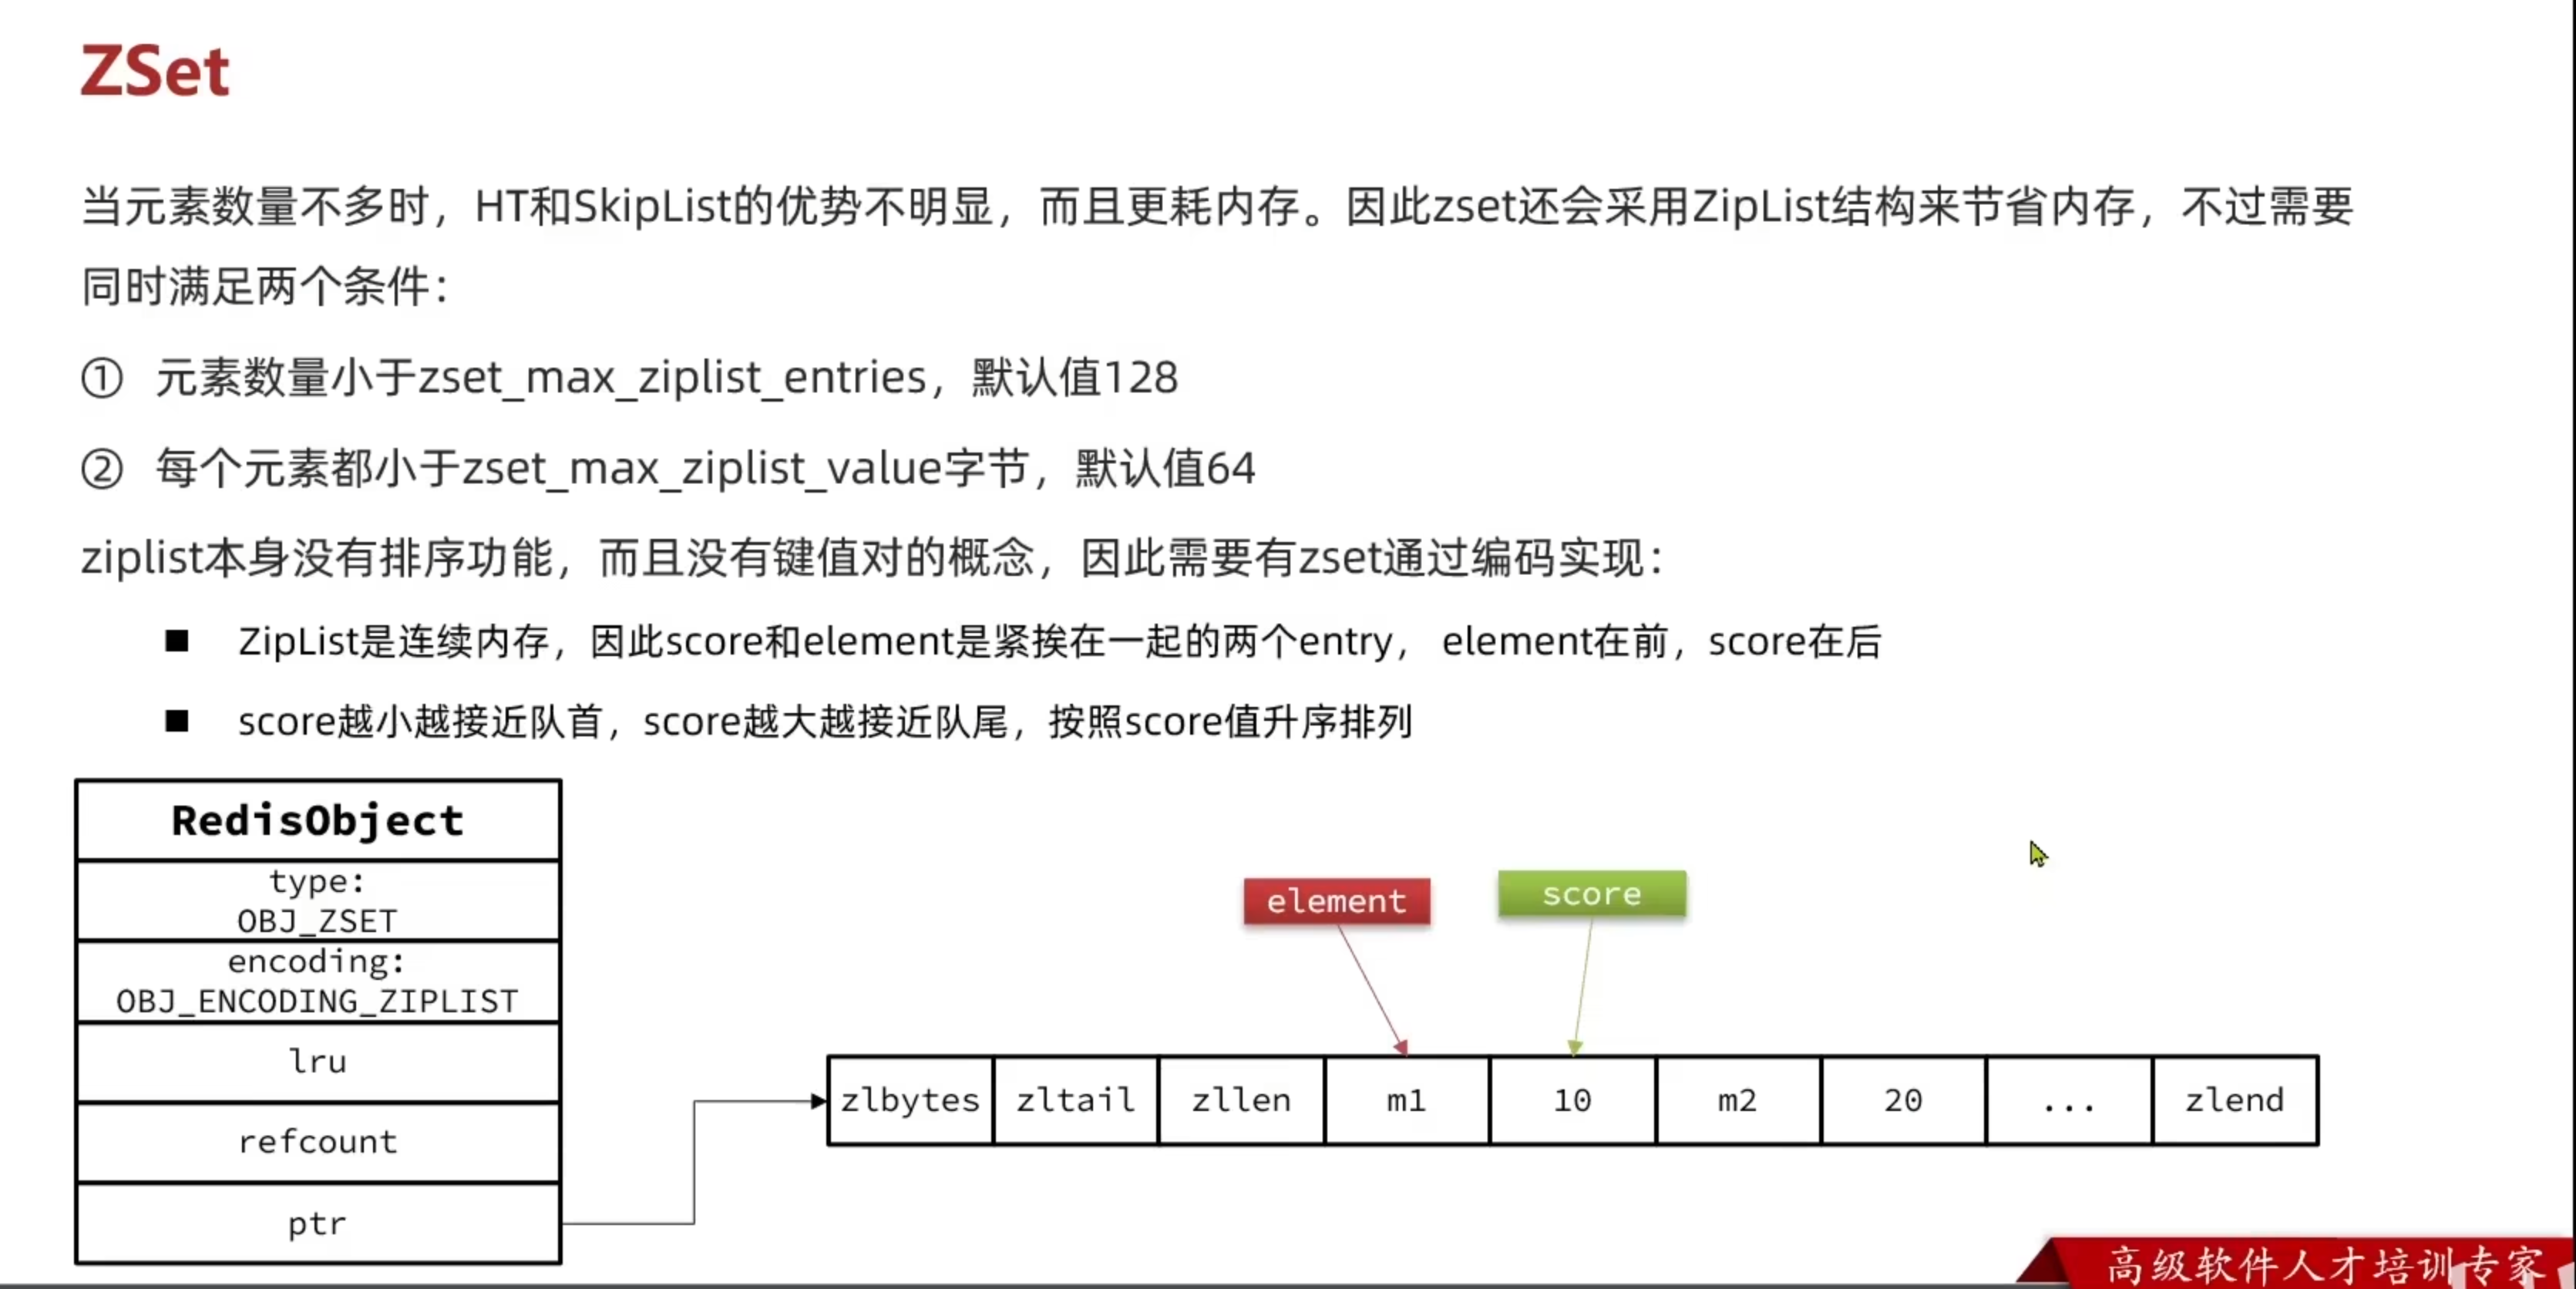 ZSet
当元素数量不多时，HT和SkipList的优势不明显，而且更耗内存。因此zset还会采用ZipList结构来节省内存，不过需要
同时满足两个条件：
① 元素数量小于zset_max_ziplist_entries，默认值128
② 每个元素都小于zset_max_ziplist_value字节，默认值64
ziplist本身没有排序功能，而且没有键值对的概念，因此需要有zset通过编码实现：
■ ZipList是连续内存，因此score和element是紧挨在一起的两个entry， element在前，score在后
■ score越小越接近队首，score越大越接近队尾，按照score值升序排列
RedisObject
type:
OBJ_ZSET
encoding:
OBJ_ENCODING_ZIPLIST
lru
refcount
ptr
element
score
zlbytes zltail zllen m1 10 m2 20 ... zlend
高级软件人才培训专家